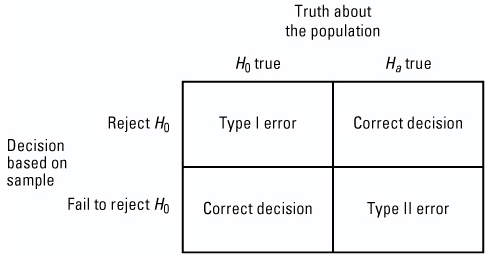 Truth about
the population
H₀ true
Hₐ true
Reject H₀
Type I error
Correct decision
Decision
based on
sample
Fail to reject H₀
Correct decision
Type II error